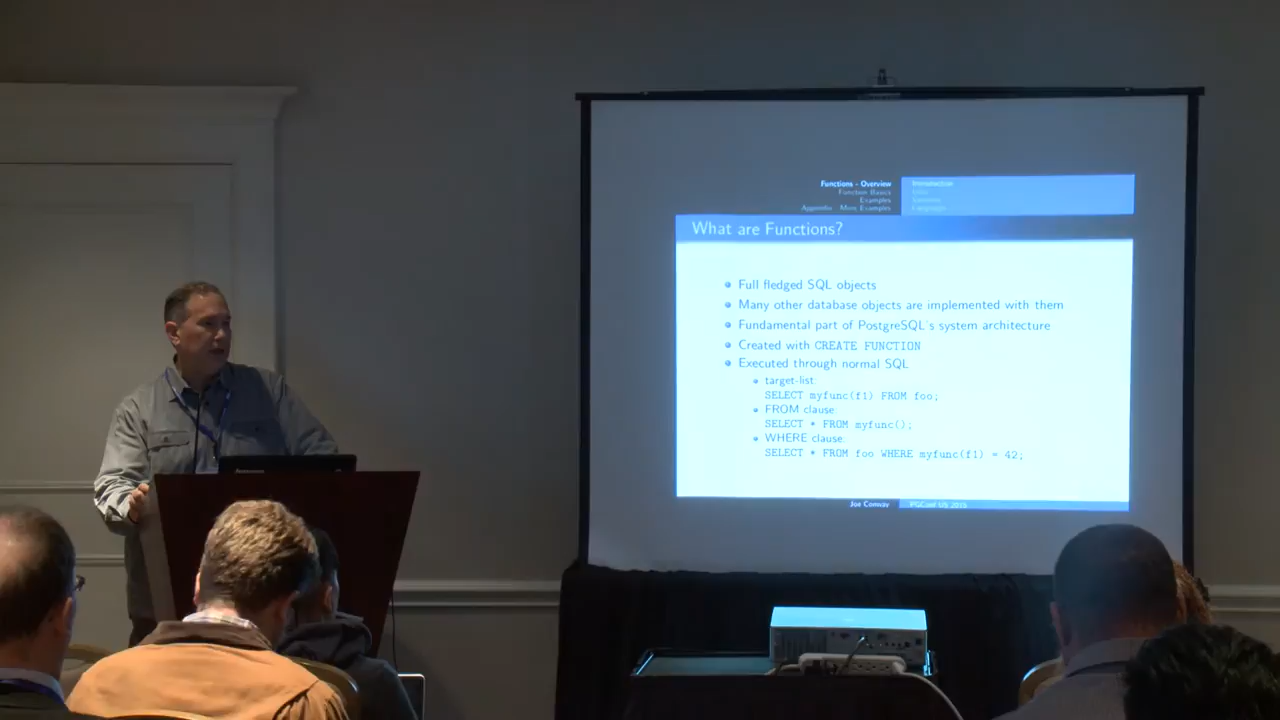 Functions - Overview
Function Basics
Examples
Appendix More Examples
Introduction
What are Functions?
Full fledged SQL objects
Many other database objects are implemented with them
Fundamental part of PostgreSQL's system architecture
Created with CREATE FUNCTION
Executed through normal SQL
target-list:
SELECT myfunc(f1) FROM foo;
FROM clause:
SELECT * FROM myfunc();
WHERE clause:
SELECT * FROM foo WHERE myfunc(f1) = 42;
Joe Conway
PGConf US 2015